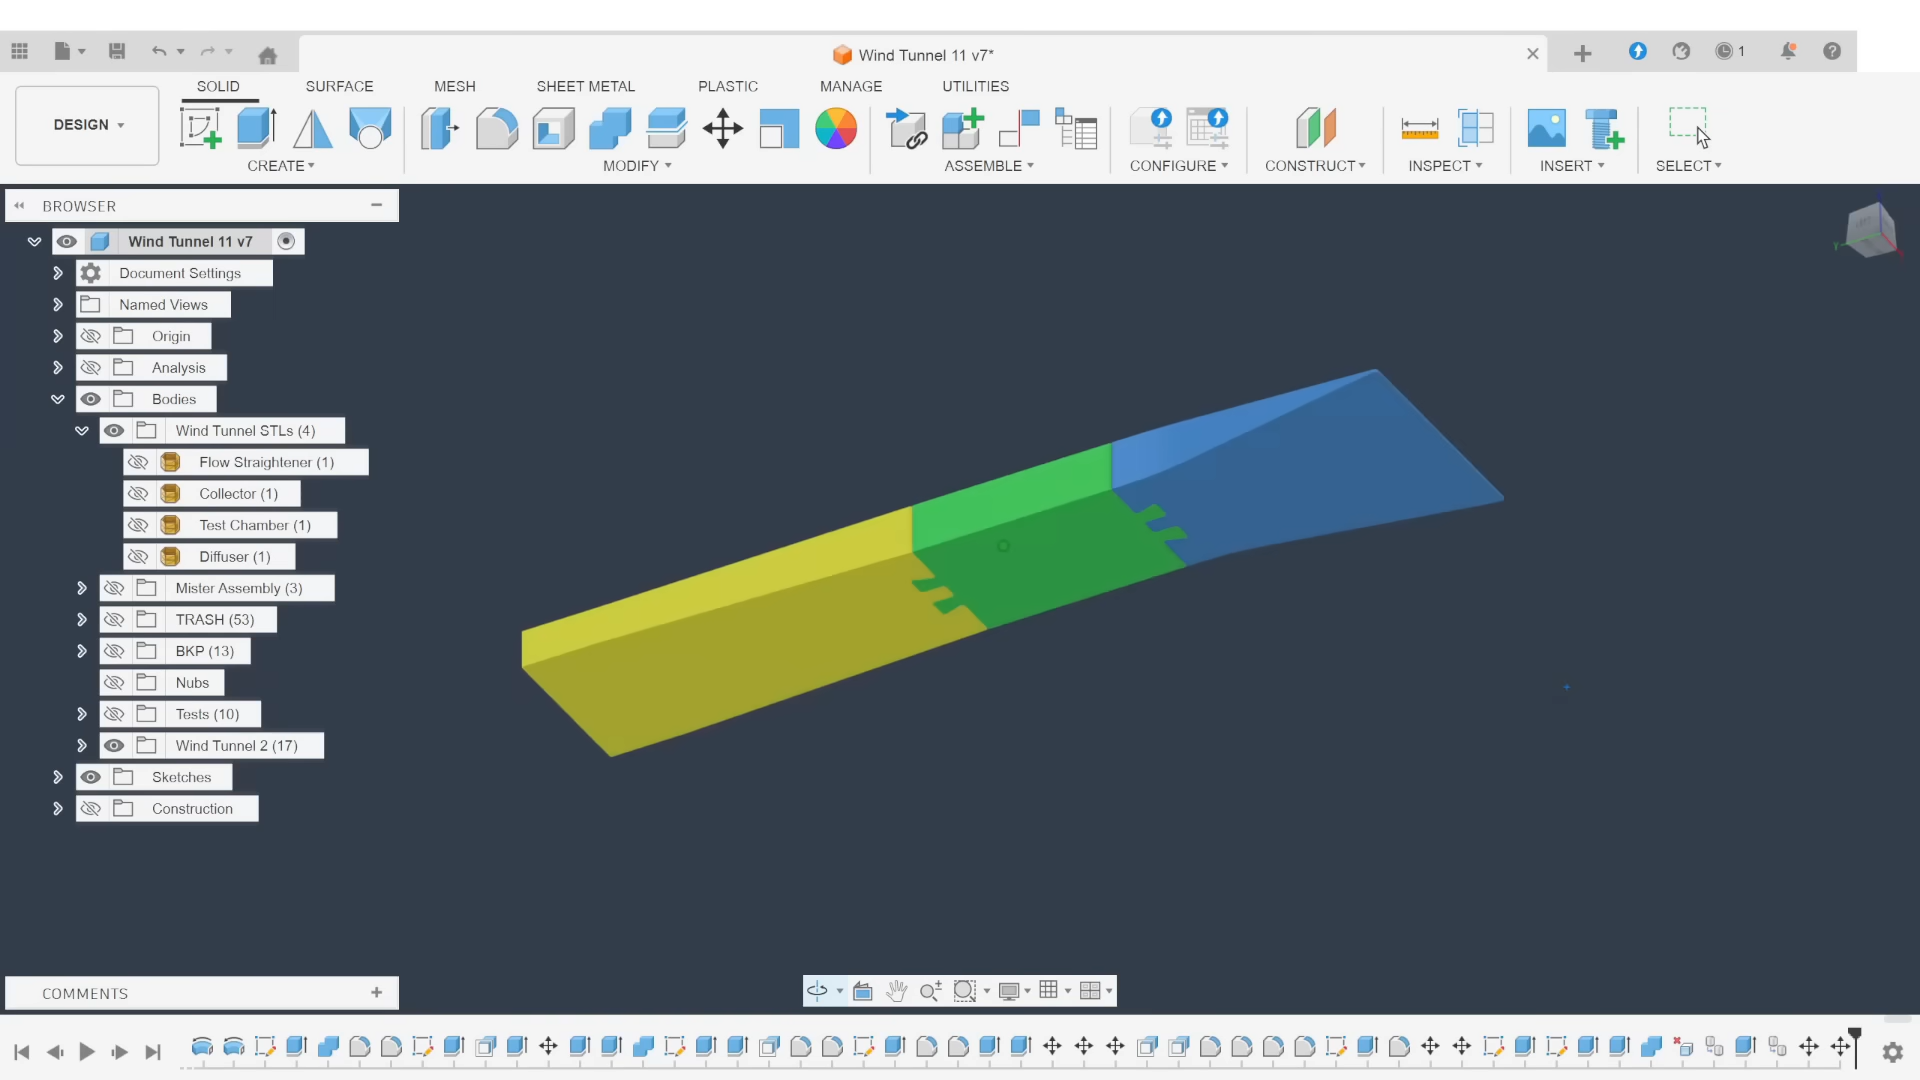 Wind Tunnel 11 v7*
1
SOLID
SURFACE
MESH
SHEET METAL
PLASTIC
MANAGE
UTILITIES
DESIGN
CREATE
MODIFY
ASSEMBLE
CONFIGURE
CONSTRUCT
INSPECT
INSERT
SELECT
BROWSER
Wind Tunnel 11 v7
Document Settings
Named Views
Origin
Analysis
Bodies
Wind Tunnel STLs (4)
Flow Straightener (1)
Collector (1)
Test Chamber (1)
Diffuser (1)
Mister Assembly (3)
TRASH (53)
BKP (13)
Nubs
Tests (10)
Wind Tunnel 2 (17)
Sketches
Construction
COMMENTS